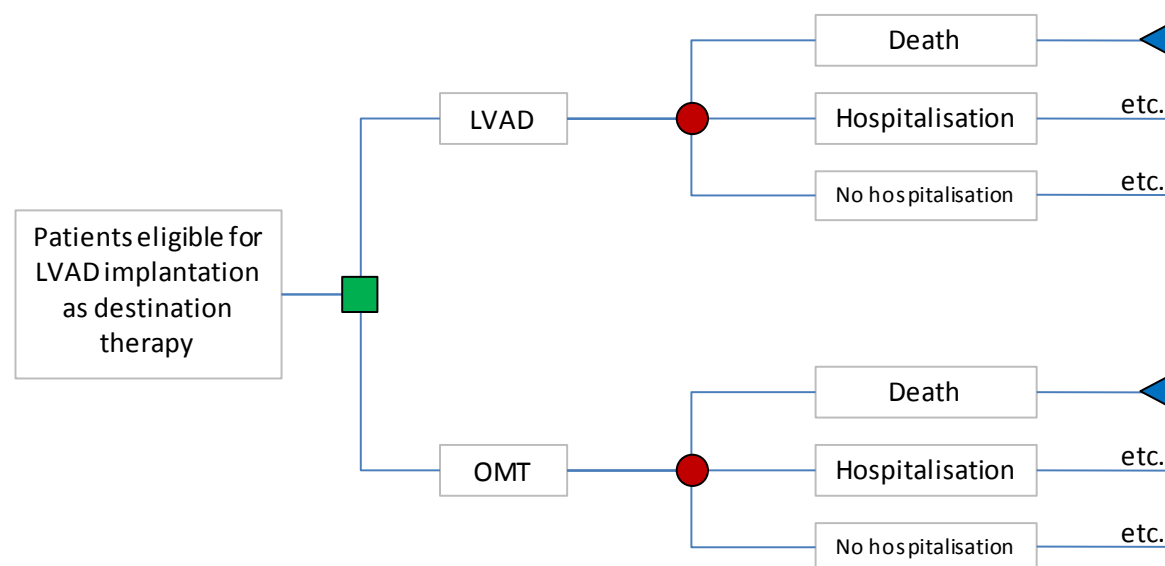 Death
LVAD
Hospitalisation
etc.
No hospitalisation
etc.
Patients eligible for
LVAD implantation
as destination
therapy
Death
OMT
Hospitalisation
etc.
No hospitalisation
etc.